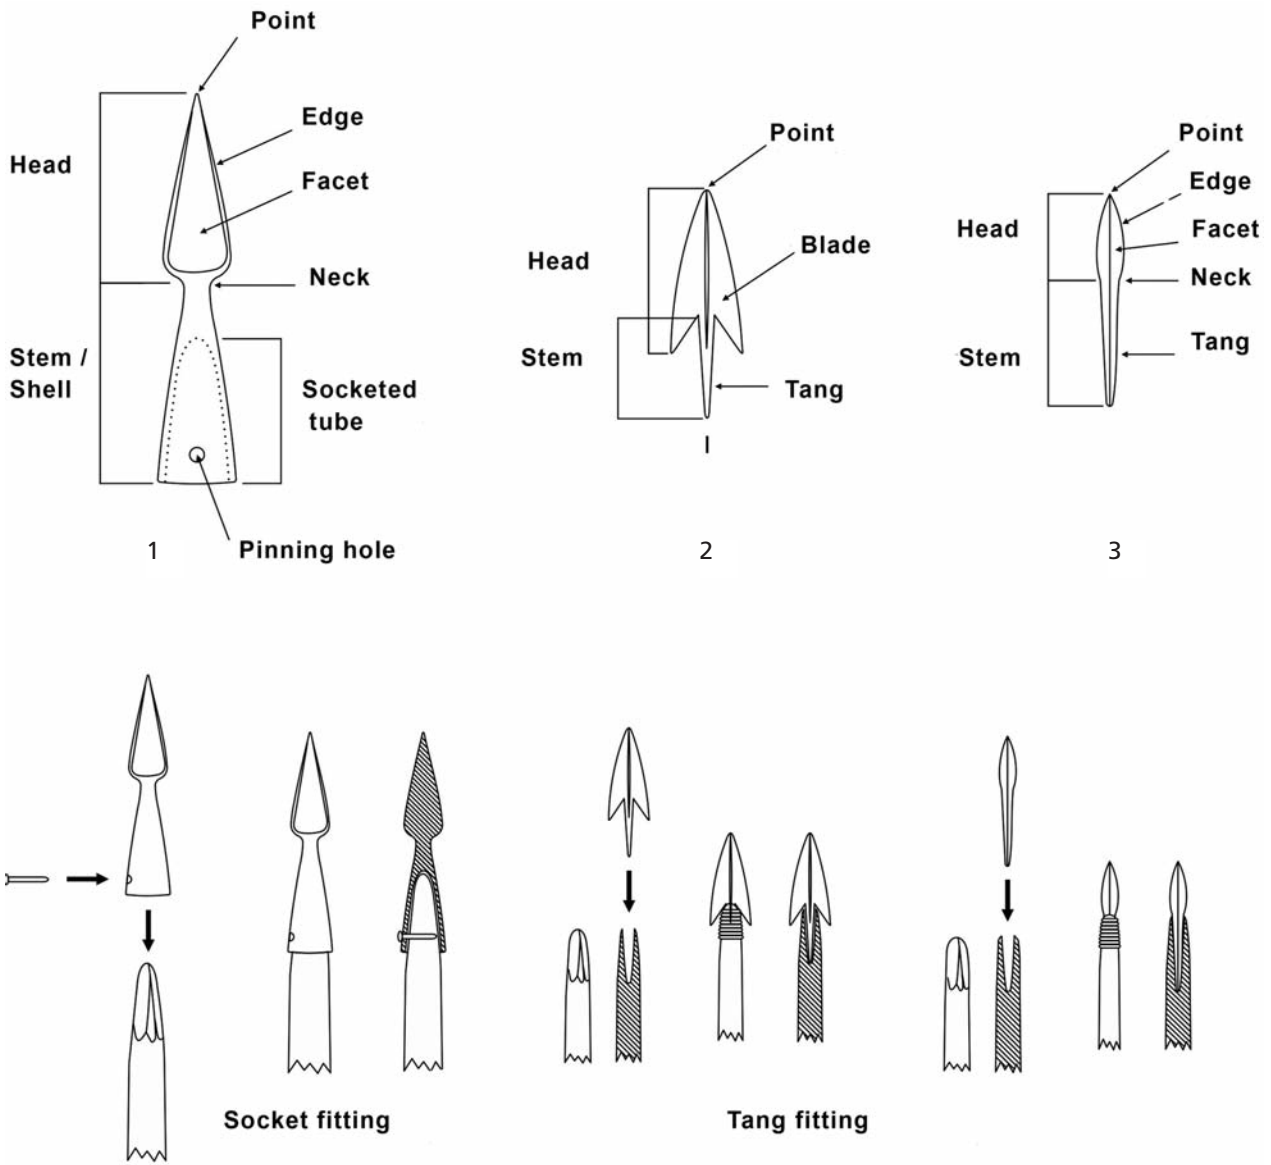 Point
Edge
Head
Facet
Neck
Stem /
Shell
Socketed
tube
Pinning hole
1
Point
Blade
Head
Stem
Tang
2
Point
Edge
Head
Facet
Neck
Tang
Stem
3
Socket fitting
Tang fitting